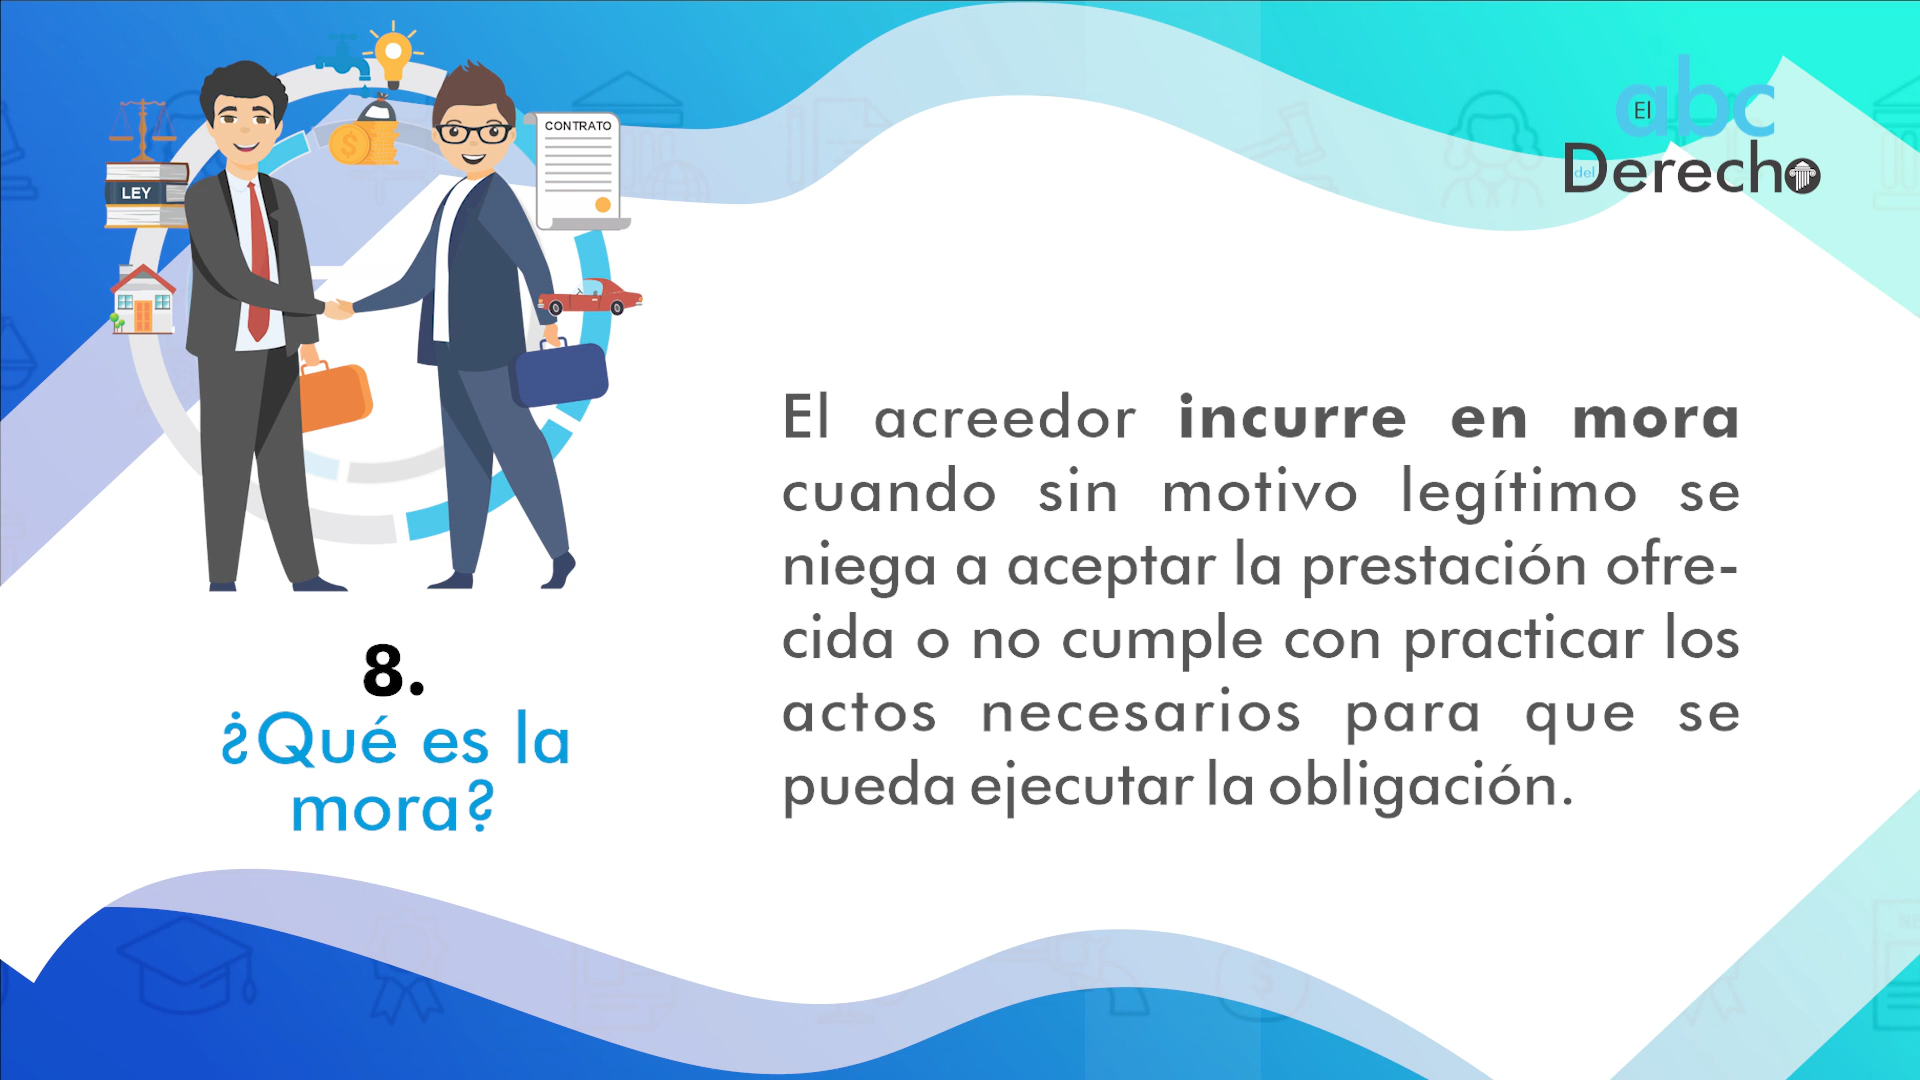 CONTRATO
LEY
El abc
del Derecho
8.
¿Qué es la
mora?
El acreedor incurre en mora
cuando sin motivo legítimo se
niega a aceptar la prestación ofre-
cida o no cumple con practicar los
actos necesarios para que se
pueda ejecutar la obligación.